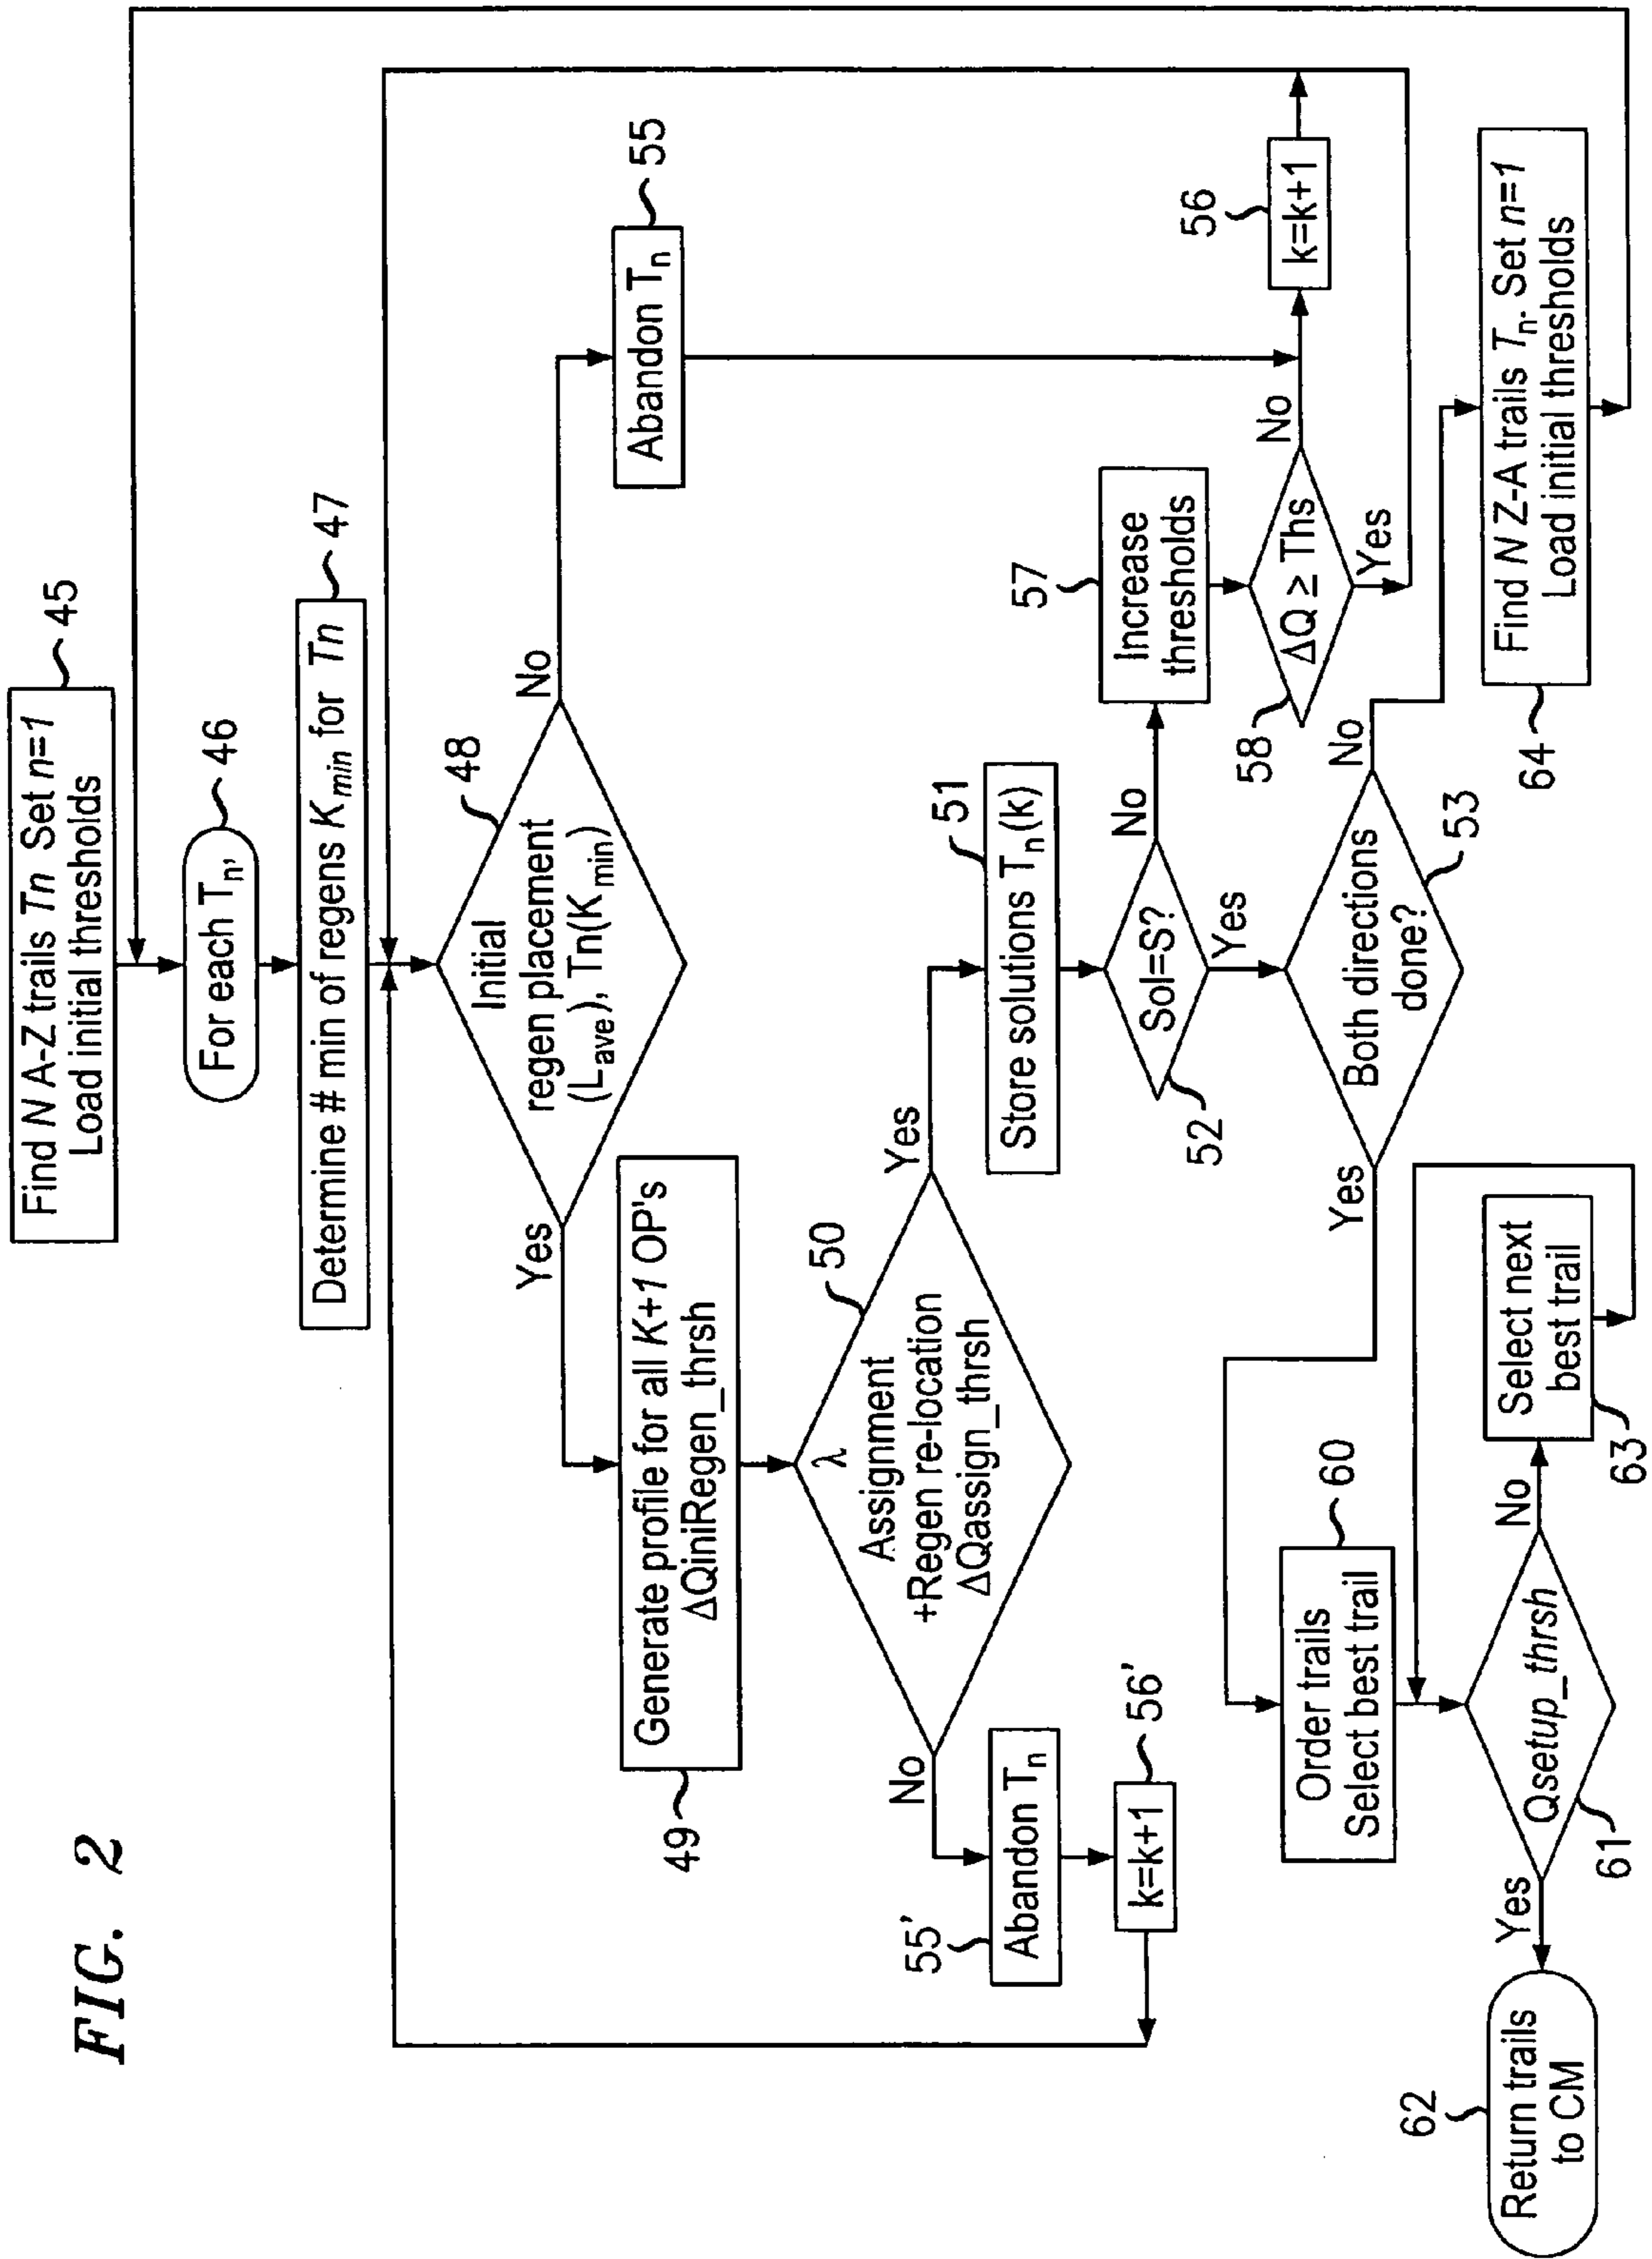 FIG. 2
Find N A-Z trails Tn Set n=1
Load initial thresholds
45
For each Tn,
46
Determine # min of regens Kmin for Tn
47
Initial
regen placement
(Lave), Tn(Kmin)
48
Yes
No
Generate profile for all K+1 OP's
ΔQiniRegen_thrsh
49
Abandon Tn
55
λ
Assignment
+Regen re-location
ΔQassign_thrsh
50
No
Yes
Abandon Tn
55'
k=k+1
56'
Store solutions Tn(k)
51
Sol=S?
52
No
Yes
Increase
thresholds
57
ΔQ ≥ Ths
58
No
Yes
k=k+1
56
Both directions
done?
53
Yes
No
Find N Z-A trails Tn. Set n=1
Load initial thresholds
64
Order trails
Select best trail
60
Qsetup_thrsh
61
Yes
No
Select next
best trail
63
Return trails
to CM
62